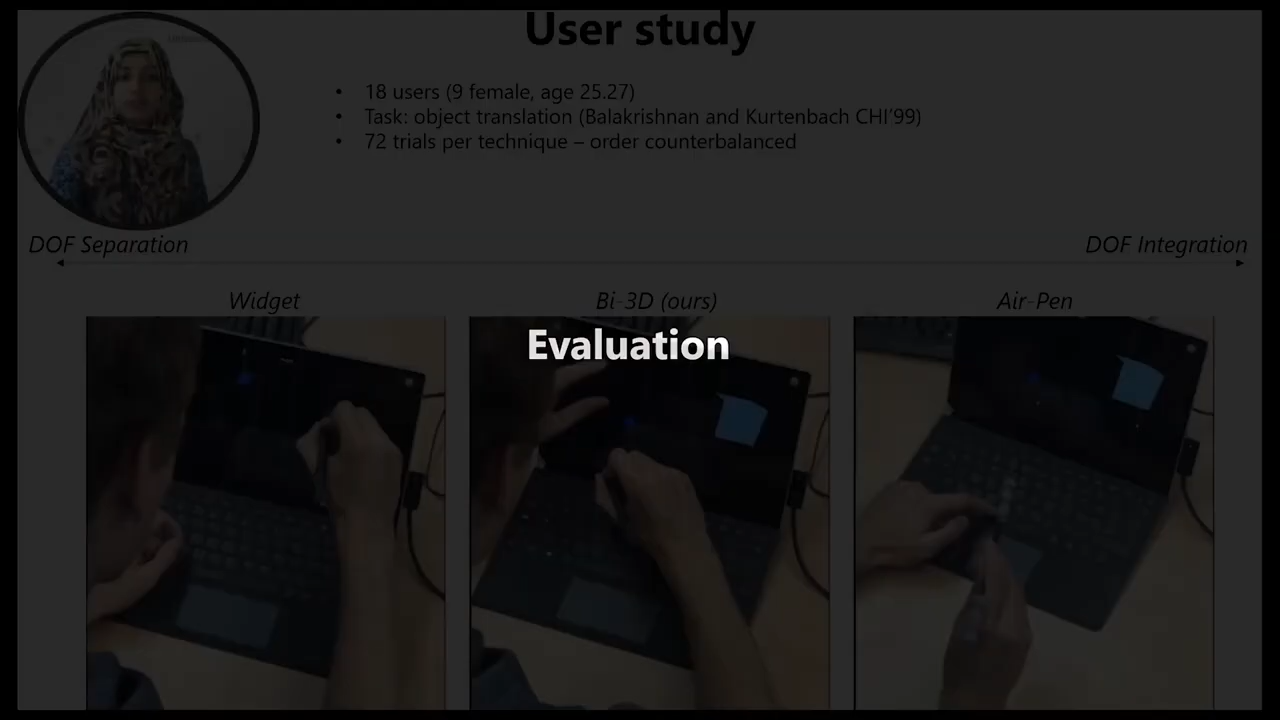 User study
• 18 users (9 female, age 25.27)
• Task: object translation (Balakrishnan and Kurtenbach CHI’99)
• 72 trials per technique – order counterbalanced
DOF Separation
DOF Integration
Widget
Bi-3D (ours)
Air-Pen
Evaluation